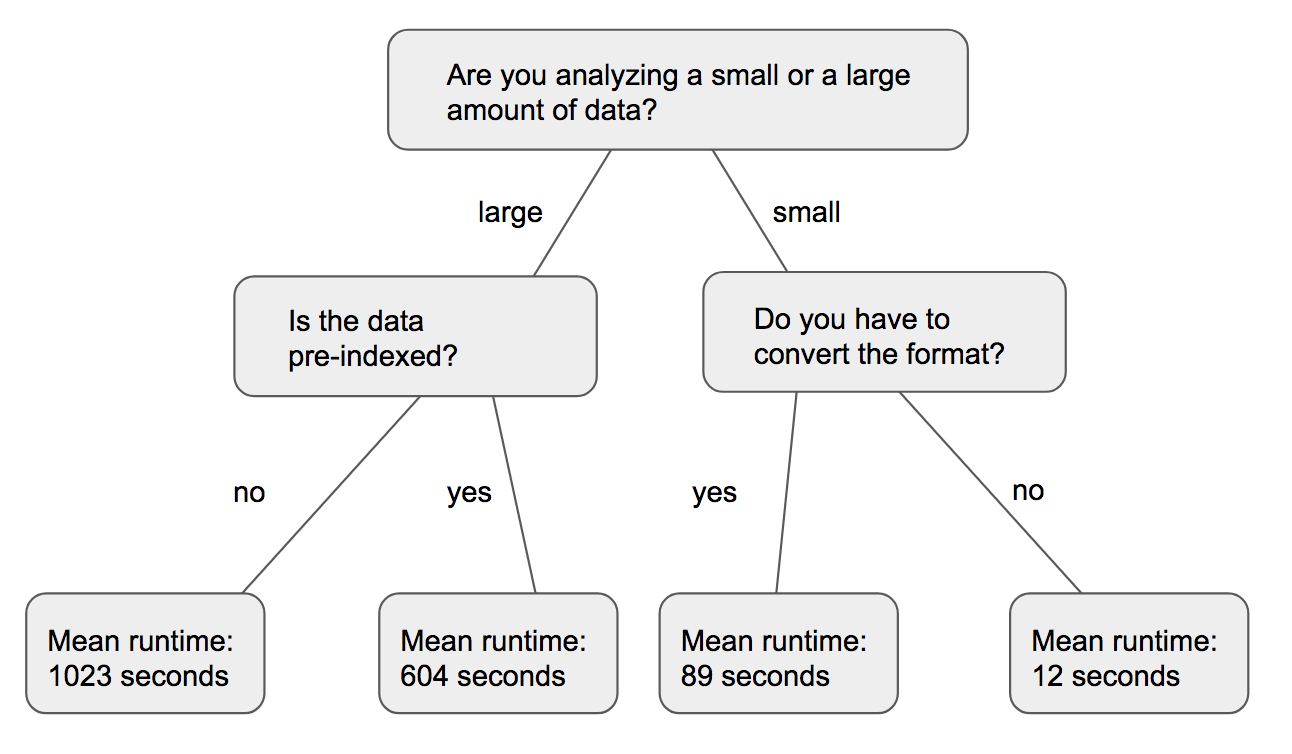 Are you analyzing a small or a large
amount of data?
large
small
Is the data
pre-indexed?
Do you have to
convert the format?
no
yes
yes
no
Mean runtime:
1023 seconds
Mean runtime:
604 seconds
Mean runtime:
89 seconds
Mean runtime:
12 seconds